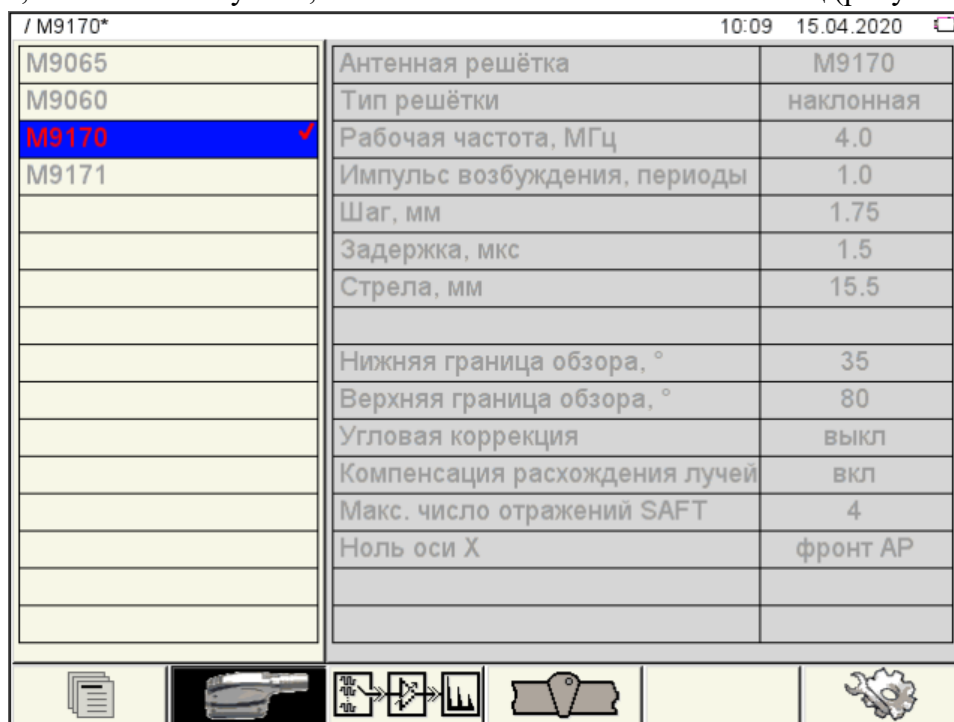 / M9170*
10:09 15.04.2020
M9065
M9060
M9170
M9171
Антенная решётка M9170
Тип решётки наклонная
Рабочая частота, МГц 4.0
Импульс возбуждения, периоды 1.0
Шаг, мм 1.75
Задержка, мкс 1.5
Стрела, мм 15.5
Нижняя граница обзора, ° 35
Верхняя граница обзора, ° 80
Угловая коррекция выкл
Компенсация расхождения лучей вкл
Макс. число отражений SAFT 4
Ноль оси X фронт АР